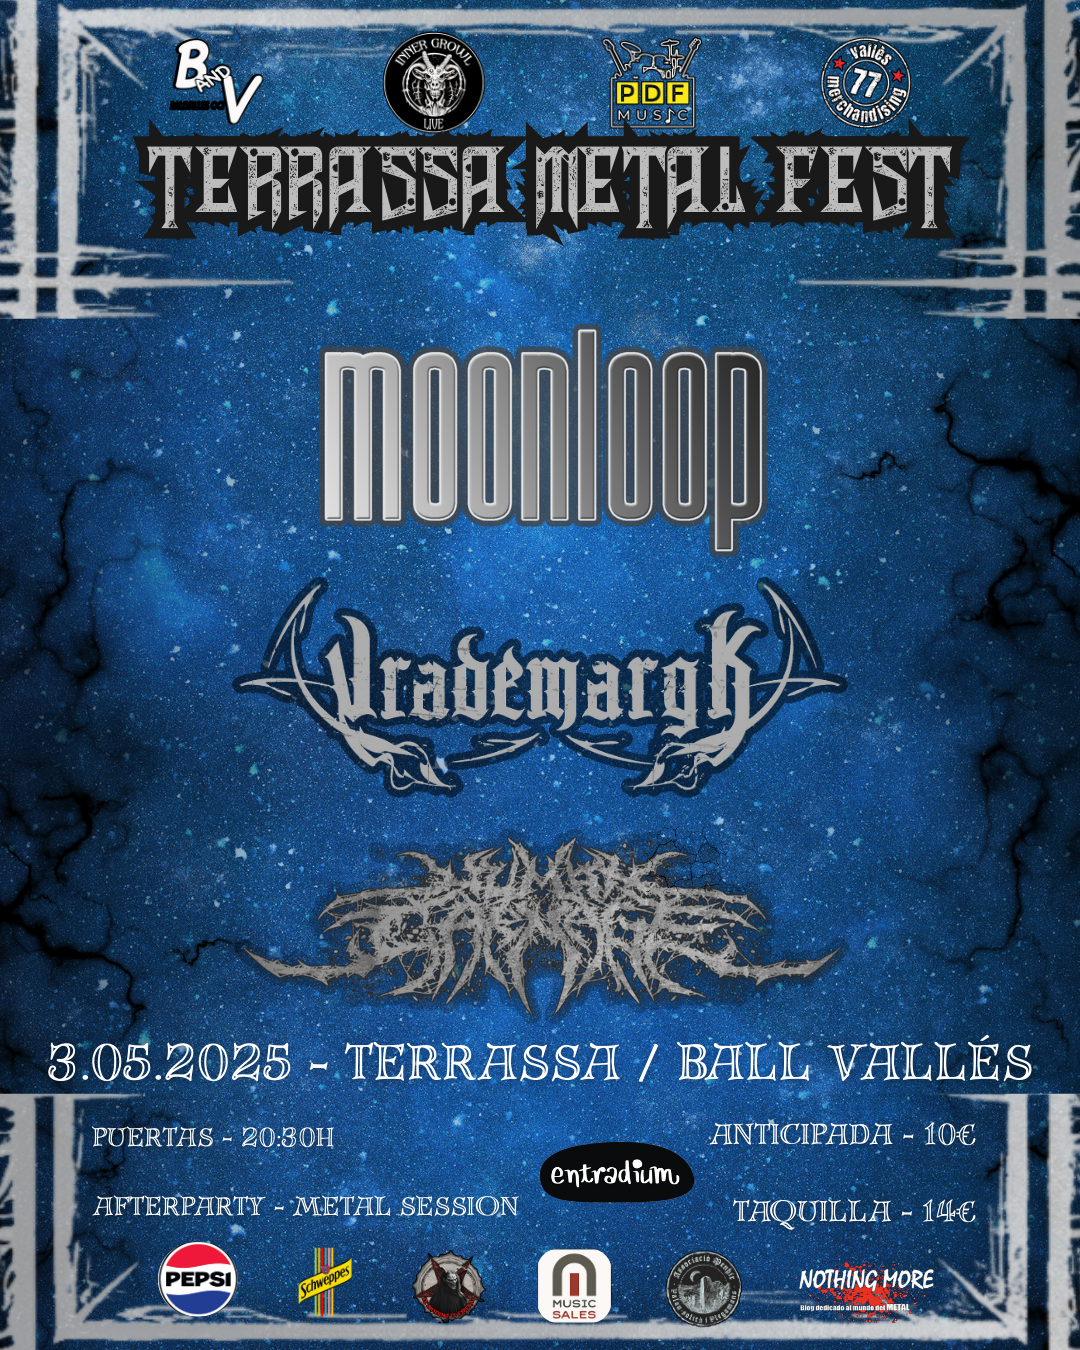 B AND V
INNER GROWL
LIVE
PDF
MUSIC
Vallès
77
merchandising
TERRASSA METAL FEST
moonloop
Vrademargk
HUMAN
CARNAGE
3.05.2025 - TERRASSA / BALL VALLÉS
PUERTAS - 20:30H
ANTICIPADA - 10€
entradium
AFTERPARTY - METAL SESSION
TAQUILLA - 14€
PEPSI
Schweppes
MUSIC
SALES
NOTHING MORE
Blog dedicado al mundo del METAL